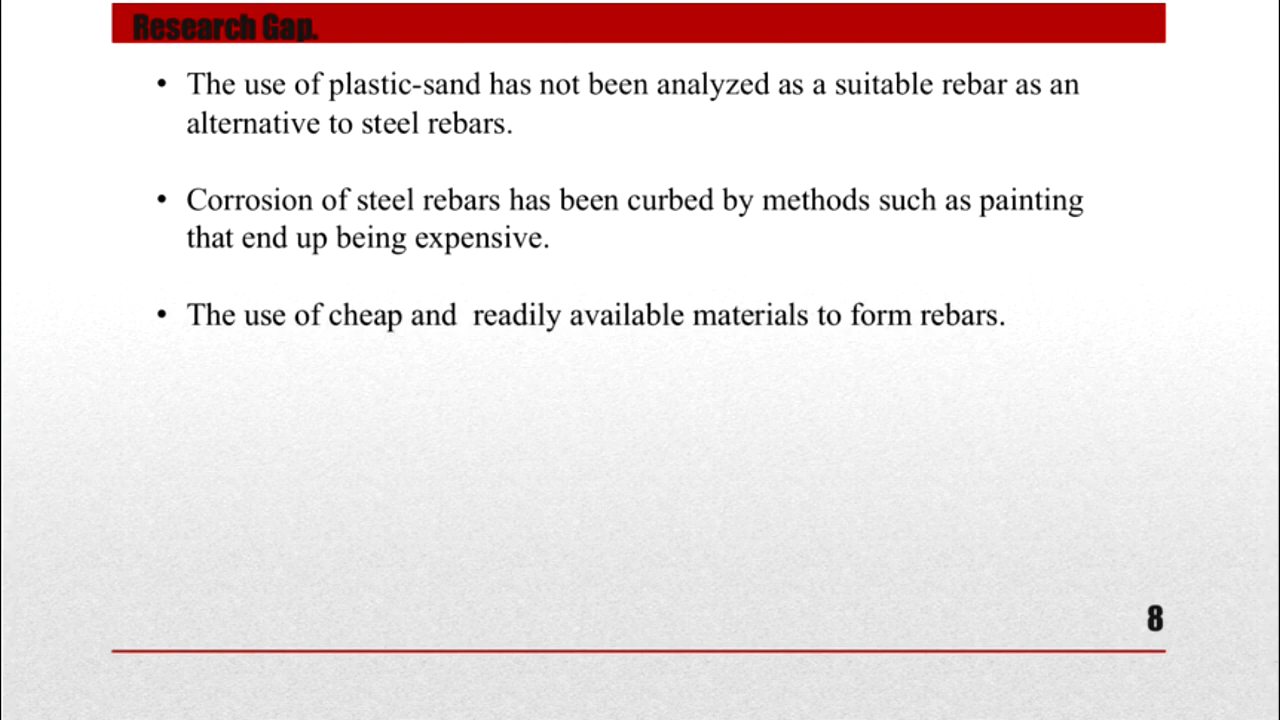 Research Gap.
• The use of plastic-sand has not been analyzed as a suitable rebar as an
alternative to steel rebars.
• Corrosion of steel rebars has been curbed by methods such as painting
that end up being expensive.
• The use of cheap and  readily available materials to form rebars.
8